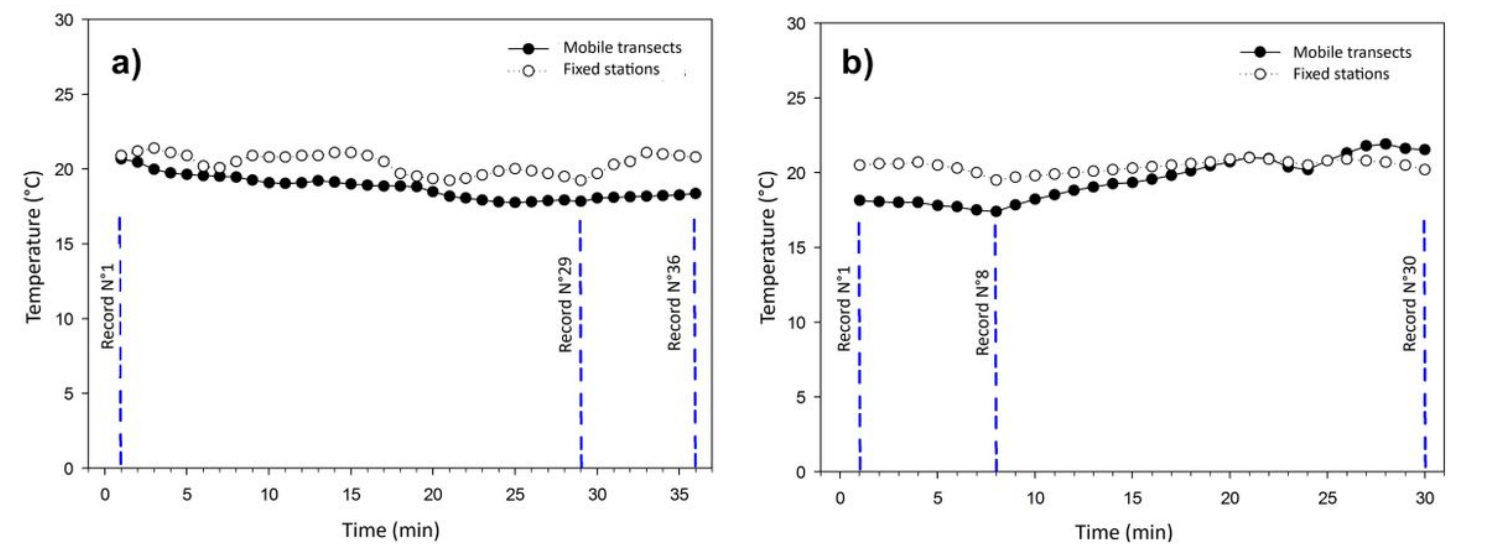 a)
Mobile transects
Fixed stations
30
25
20
15
10
5
0
Temperature (°C)
Record N°1
Record N°29
Record N°36
0 5 10 15 20 25 30 35
Time (min)
b)
Mobile transects
Fixed stations
30
25
20
15
10
5
0
Temperature (°C)
Record N°1
Record N°8
Record N°30
0 5 10 15 20 25 30
Time (min)